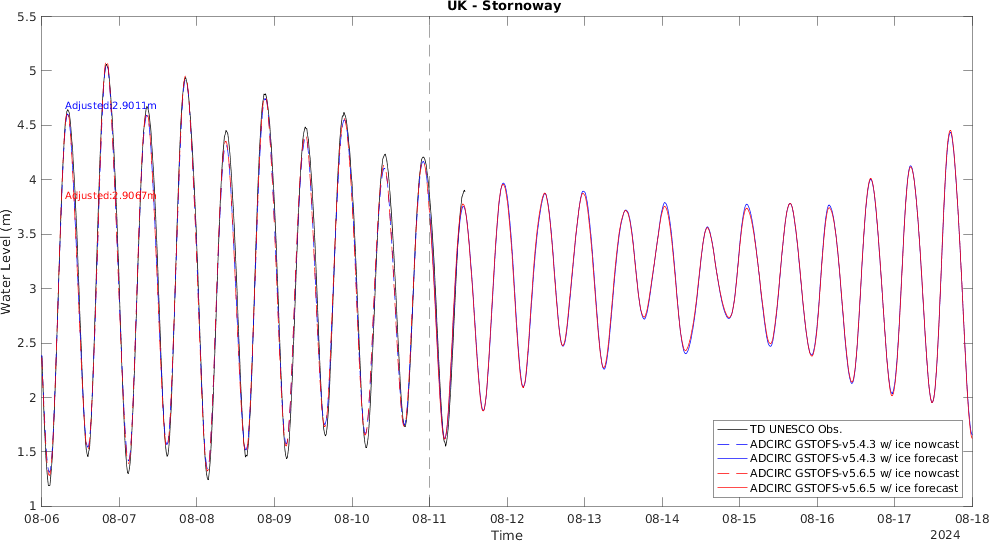 UK - Stornoway
5.5
5
4.5
4
3.5
3
2.5
2
1.5
1
Water Level (m)
Adjusted:2.9011m
Adjusted:2.9067m
TD UNESCO Obs.
ADCIRC GSTOFS-v5.4.3 w/ ice nowcast
ADCIRC GSTOFS-v5.4.3 w/ ice forecast
ADCIRC GSTOFS-v5.6.5 w/ ice nowcast
ADCIRC GSTOFS-v5.6.5 w/ ice forecast
08-06 08-07 08-08 08-09 08-10 08-11 08-12 08-13 08-14 08-15 08-16 08-17 08-18
Time
2024